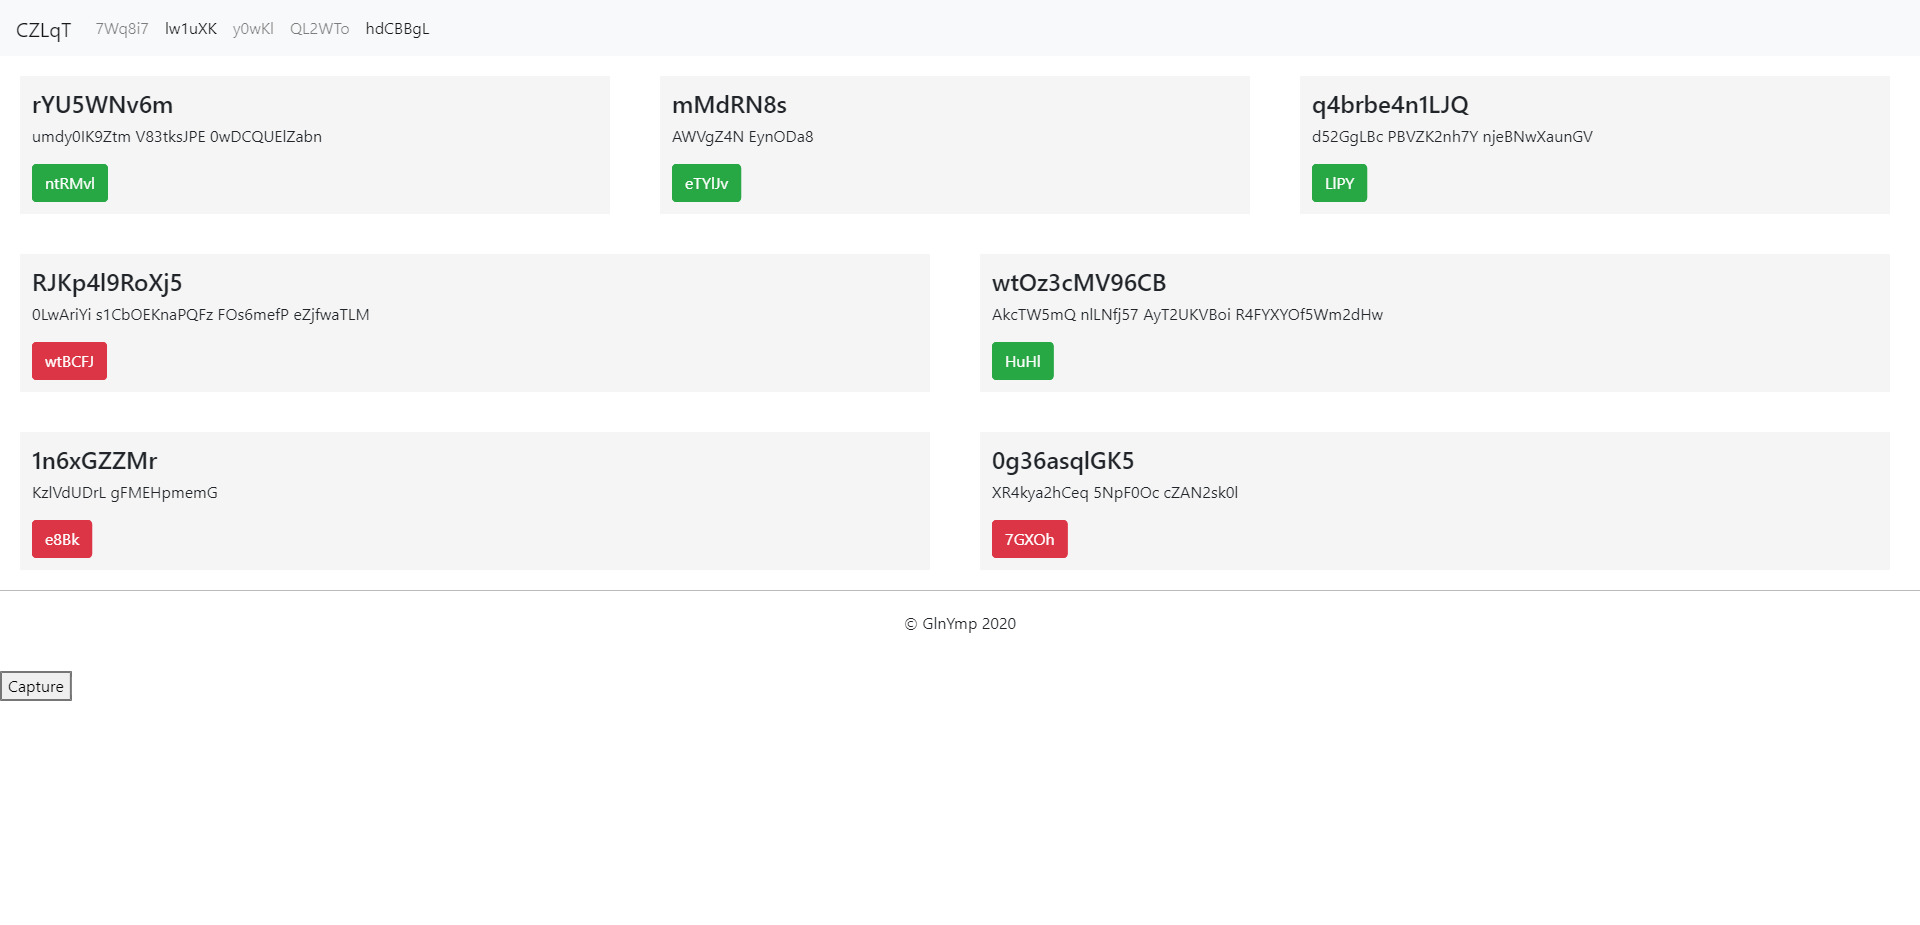 CZLqT 7Wq8i7 lw1uXK y0wKl QL2WTo hdCBBgL
rYU5WNv6m
umdy0IK9Ztm V83tksJPE 0wDCQUElZabn
ntRMvl
mMdRN8s
AWVgZ4N EynODa8
eTYlJv
q4brbe4n1LJQ
d52GgLBc PBVZK2nh7Y njeBNwXaunGV
LlPY
RJKp4l9RoXj5
0LwAriYi s1CbOEKnaPQFz FOs6mefP eZjfwaTLM
wtBCFJ
wtOz3cMV96CB
AkcTW5mQ nlLNfj57 AyT2UKVBoi R4FYXYOf5Wm2dHw
HuHl
1n6xGZZMr
KzlVdUDrL gFMEHpmemG
e8Bk
0g36asqlGK5
XR4kya2hCeq 5NpF0Oc cZAN2sk0l
7GXOh
© GlnYmp 2020
Capture